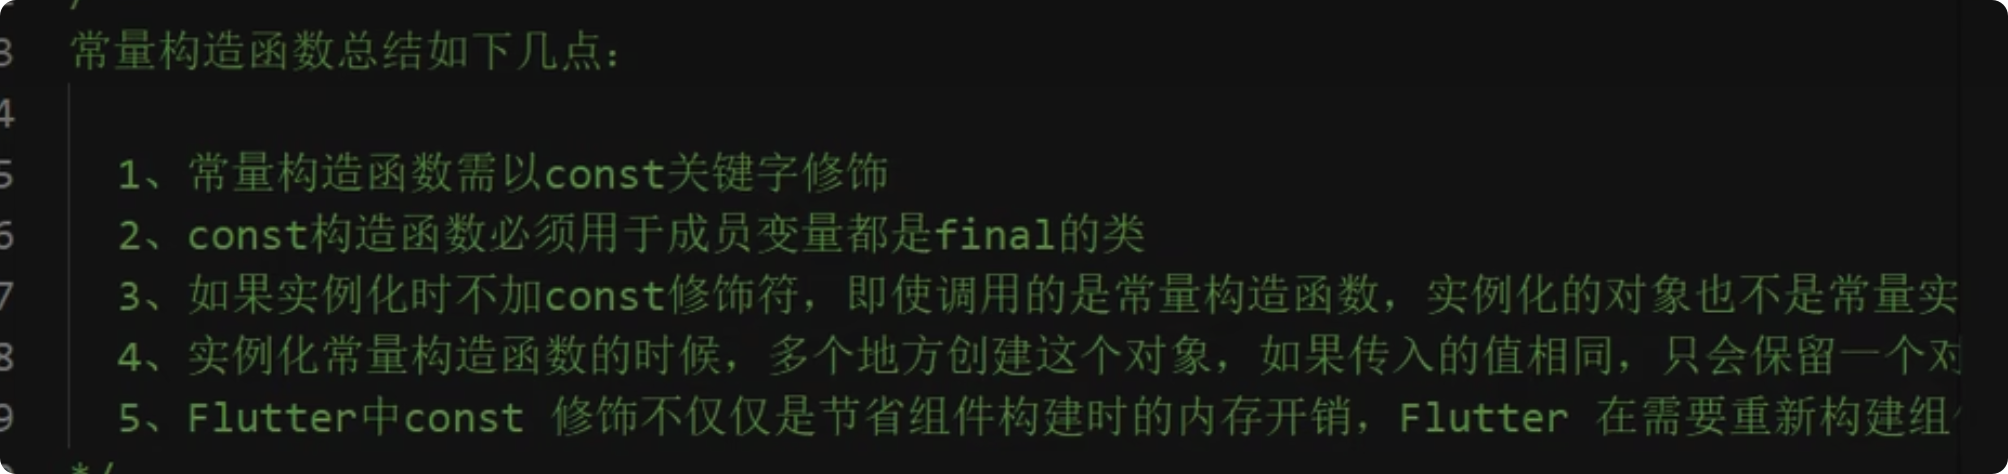 3 常量构造函数总结如下几点：
4
5 1、常量构造函数需以const关键字修饰
6 2、const构造函数必须用于成员变量都是final的类
7 3、如果实例化时不加const修饰符，即使调用的是常量构造函数，实例化的对象也不是常量实
8 4、实例化常量构造函数的时候，多个地方创建这个对象，如果传入的值相同，只会保留一个对
9 5、Flutter中const 修饰不仅仅是节省组件构建时的内存开销，Flutter 在需要重新构建组
*/